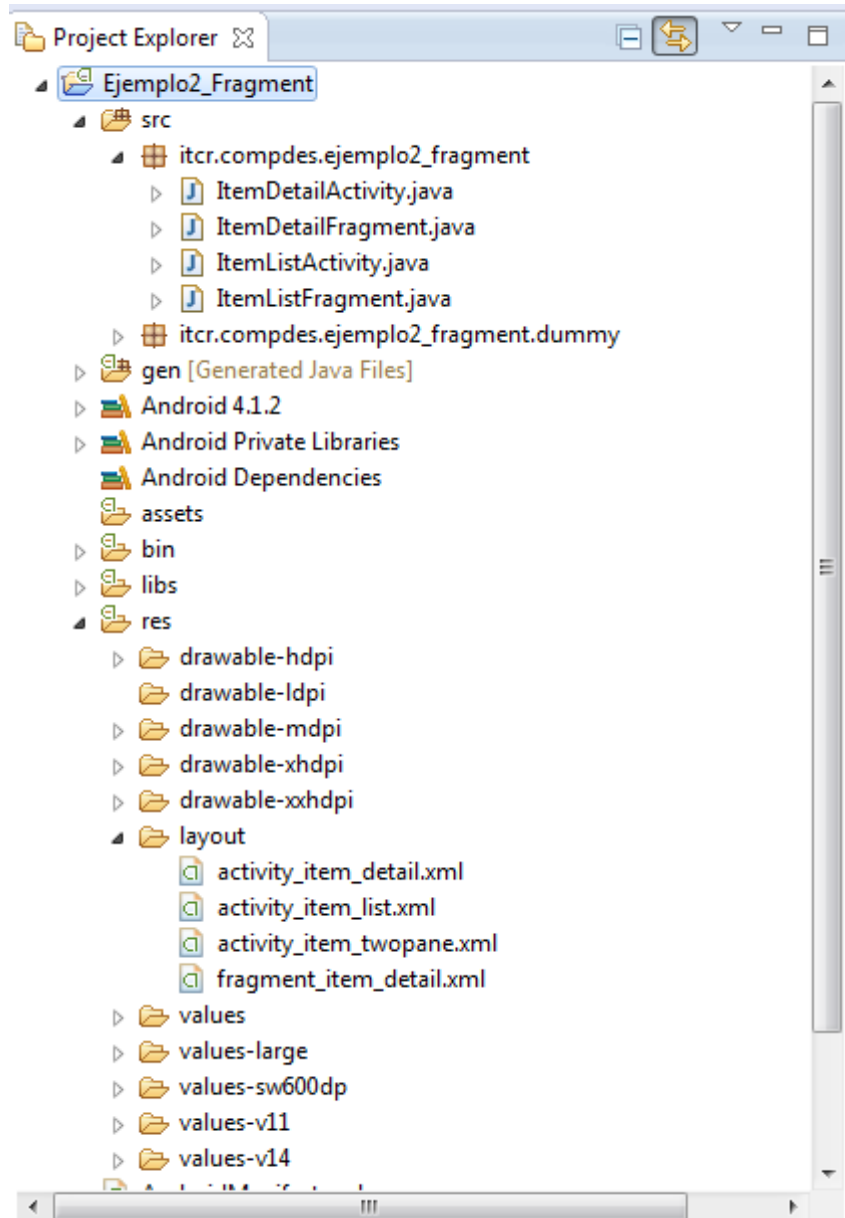 Project Explorer
Ejemplo2_Fragment
src
itcr.compdes.ejemplo2_fragment
ItemDetailActivity.java
ItemDetailFragment.java
ItemListActivity.java
ItemListFragment.java
itcr.compdes.ejemplo2_fragment.dummy
gen [Generated Java Files]
Android 4.1.2
Android Private Libraries
Android Dependencies
assets
bin
libs
res
drawable-hdpi
drawable-ldpi
drawable-mdpi
drawable-xhdpi
drawable-xxhdpi
layout
activity_item_detail.xml
activity_item_list.xml
activity_item_twopane.xml
fragment_item_detail.xml
values
values-large
values-sw600dp
values-v11
values-v14